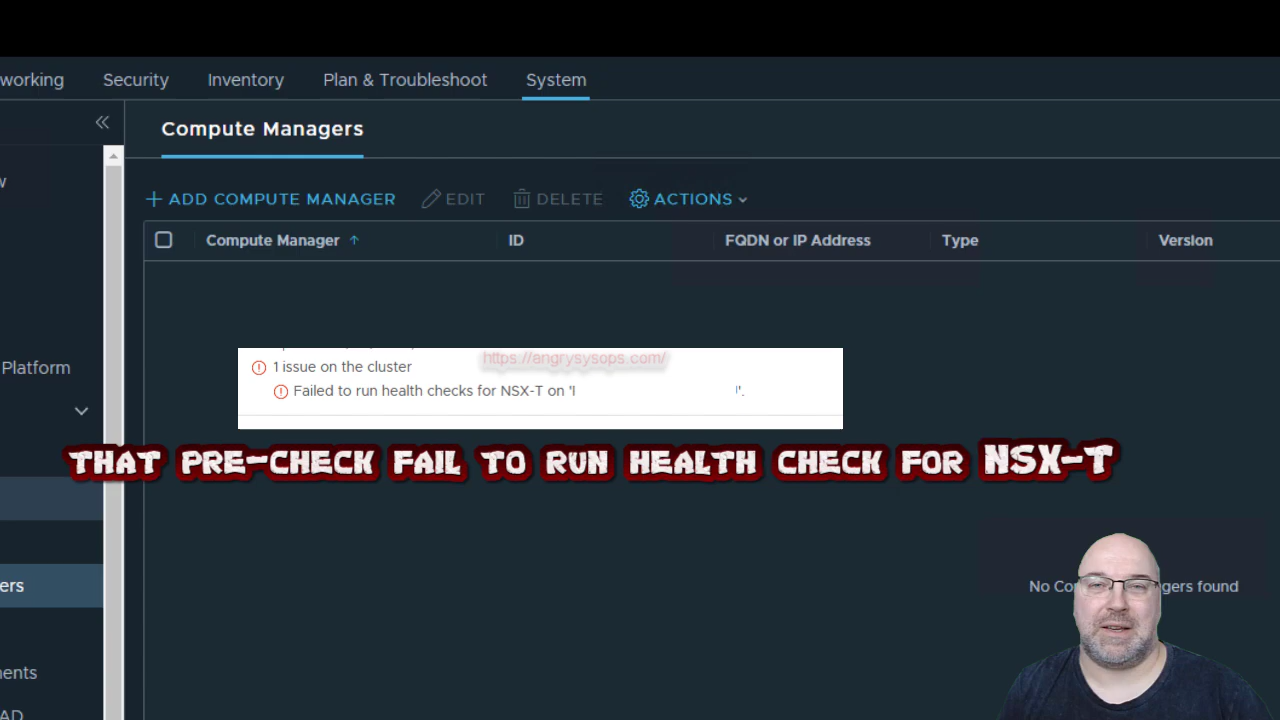 working Security Inventory Plan & Troubleshoot System
Compute Managers
+ ADD COMPUTE MANAGER EDIT DELETE ACTIONS
Compute Manager ↑ ID FQDN or IP Address Type Version
Platform
https://angrysysops.com/
1 issue on the cluster
Failed to run health checks for NSX-T on 'l '.
THAT PRE-CHECK FAIL TO RUN HEALTH CHECK FOR NSX-T
ers
No Co gers found
ents
AD